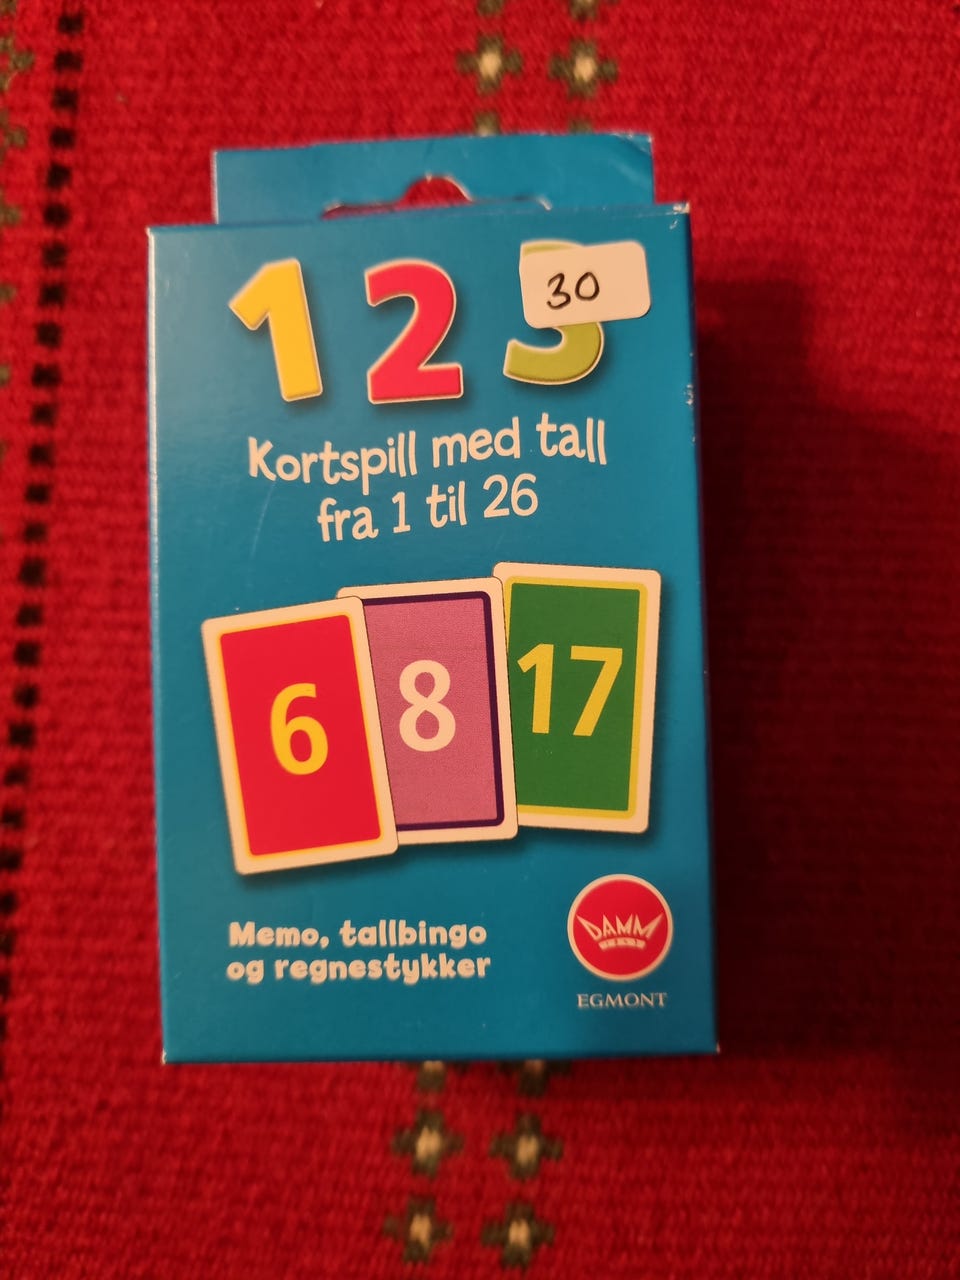 1 2 3
30
Kortspill med tall
fra 1 til 26
6 8 17
Memo, tallbingo
og regnestykker
DAMM
EGMONT